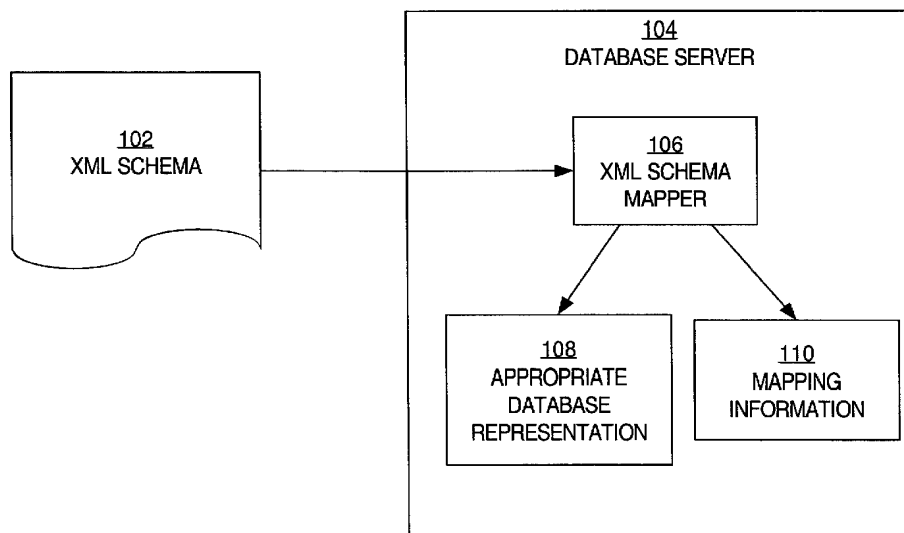 104
DATABASE SERVER
102
XML SCHEMA
106
XML SCHEMA
MAPPER
108
APPROPRIATE
DATABASE
REPRESENTATION
110
MAPPING
INFORMATION